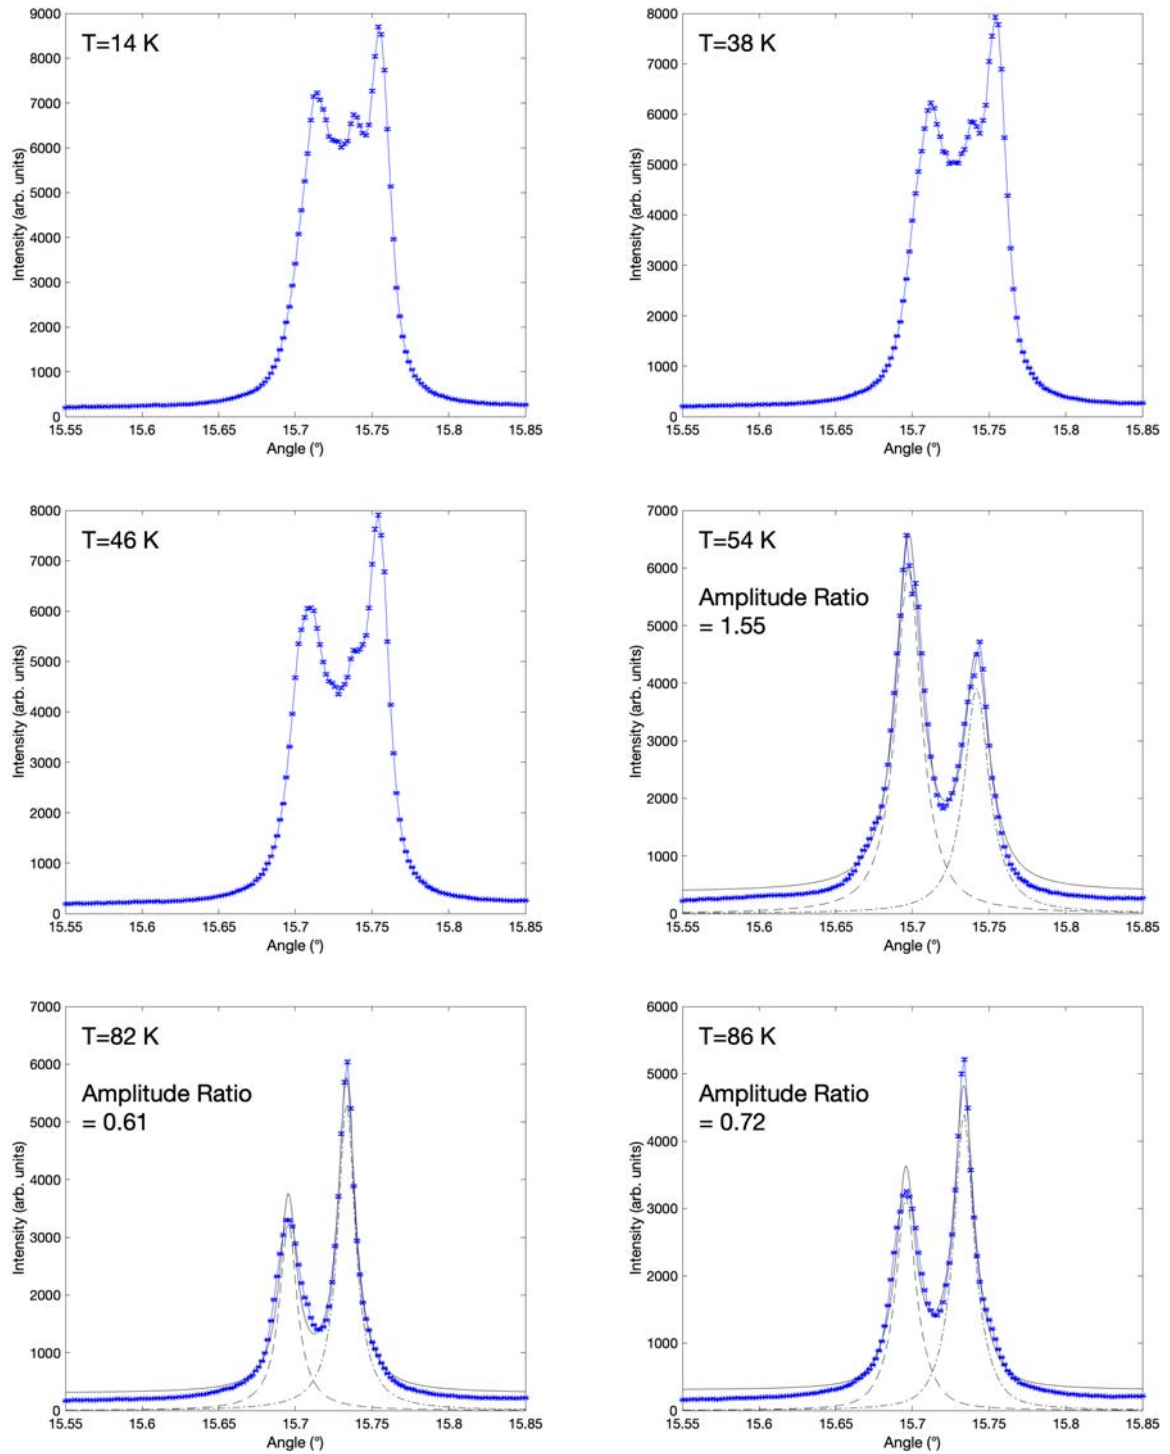 T=14 K
9000
8000
7000
6000
5000
4000
3000
2000
1000
0
Intensity (arb. units)
15.55 15.6 15.65 15.7 15.75 15.8 15.85
Angle (°)
T=38 K
8000
7000
6000
5000
4000
3000
2000
1000
0
Intensity (arb. units)
15.55 15.6 15.65 15.7 15.75 15.8 15.85
Angle (°)
T=46 K
8000
7000
6000
5000
4000
3000
2000
1000
0
Intensity (arb. units)
15.55 15.6 15.65 15.7 15.75 15.8 15.85
Angle (°)
T=54 K
Amplitude Ratio
= 1.55
7000
6000
5000
4000
3000
2000
1000
0
Intensity (arb. units)
15.55 15.6 15.65 15.7 15.75 15.8 15.85
Angle (°)
T=82 K
Amplitude Ratio
= 0.61
7000
6000
5000
4000
3000
2000
1000
0
Intensity (arb. units)
15.55 15.6 15.65 15.7 15.75 15.8 15.85
Angle (°)
T=86 K
Amplitude Ratio
= 0.72
6000
5000
4000
3000
2000
1000
0
Intensity (arb. units)
15.55 15.6 15.65 15.7 15.75 15.8 15.85
Angle (°)